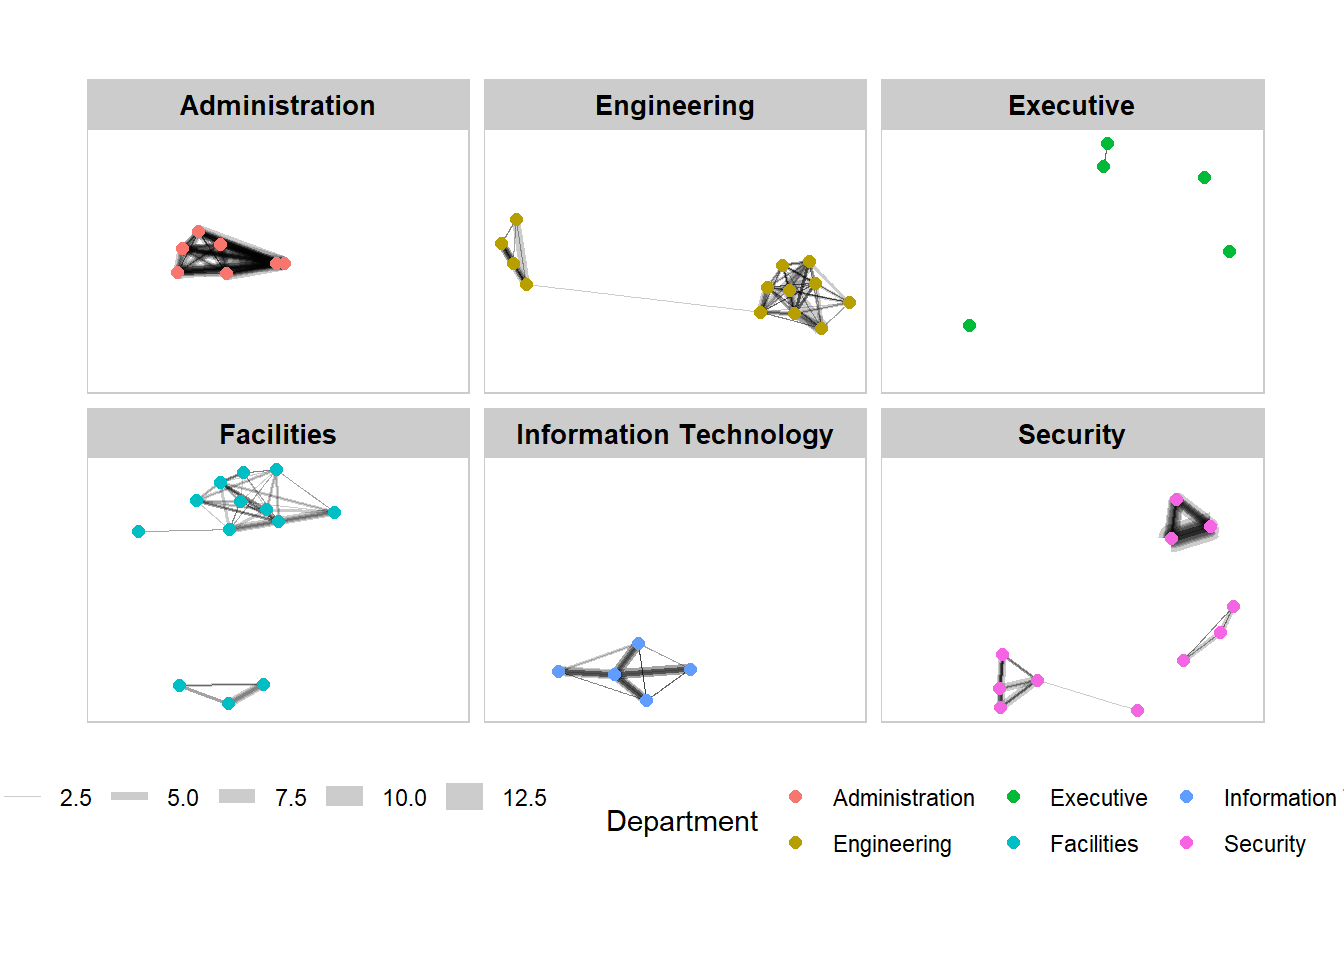 Administration
Engineering
Executive
Facilities
Information Technology
Security
2.5 5.0 7.5 10.0 12.5
Department
Administration Executive Information
Engineering Facilities Security